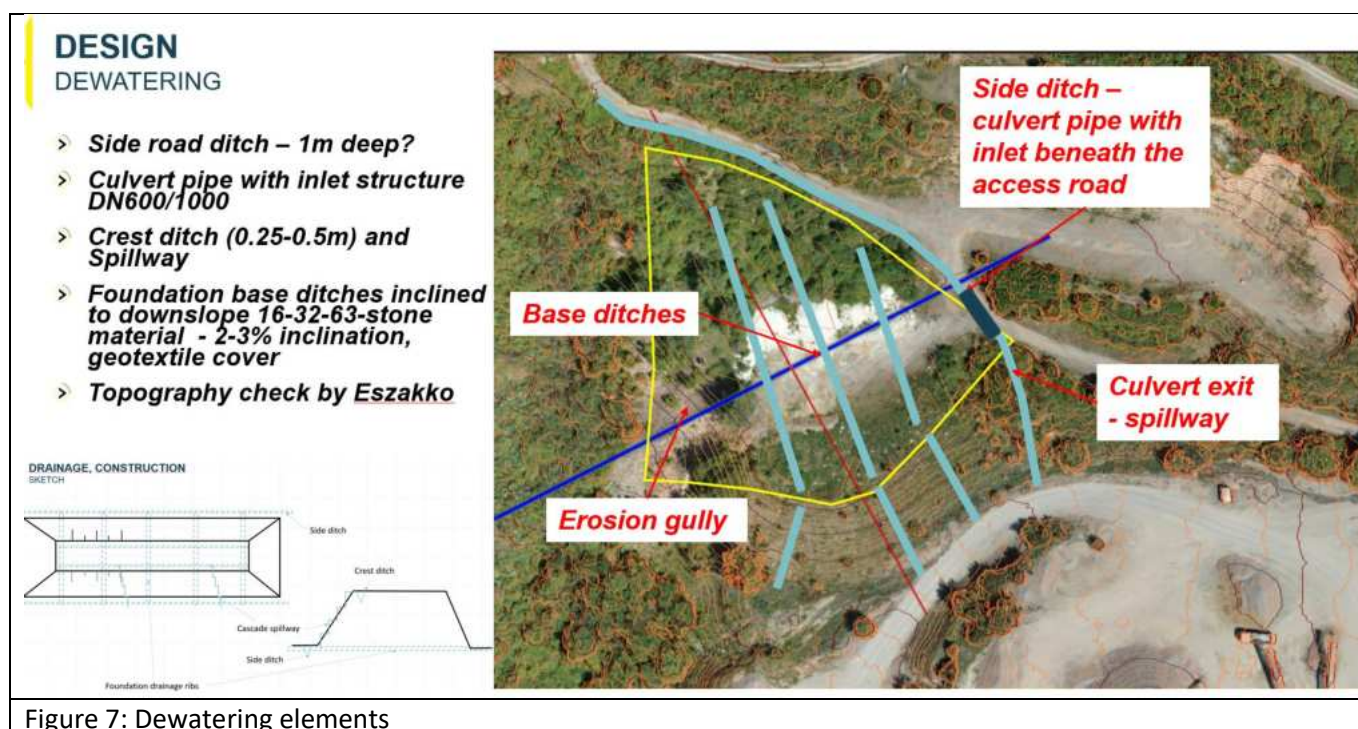 DESIGN
DEWATERING
Side road ditch – 1m deep?
Culvert pipe with inlet structure
DN600/1000
Crest ditch (0.25-0.5m) and
Spillway
Foundation base ditches inclined
to downslope 16-32-63-stone
material - 2-3% inclination,
geotextile cover
Topography check by Eszakko
DRAINAGE, CONSTRUCTION
SKETCH
Side ditch
Crest ditch
Cascade spillway
Side ditch
Foundation drainage ribs
Side ditch –
culvert pipe with
inlet beneath the
access road
Base ditches
Culvert exit
- spillway
Erosion gully
Figure 7: Dewatering elements